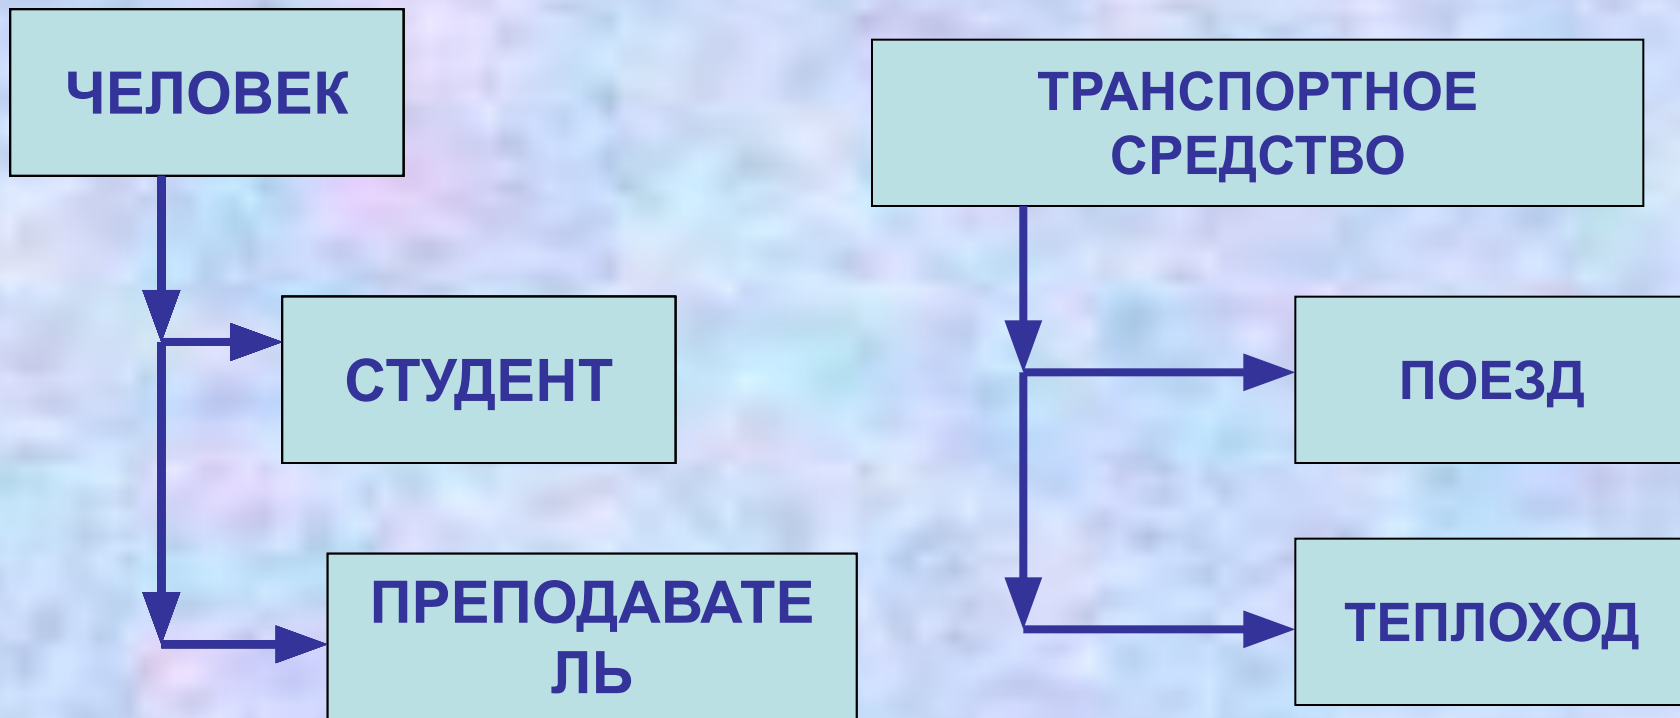 ЧЕЛОВЕК
СТУДЕНТ
ПРЕПОДАВАТЕ
ЛЬ
ТРАНСПОРТНОЕ
СРЕДСТВО
ПОЕЗД
ТЕПЛОХОД